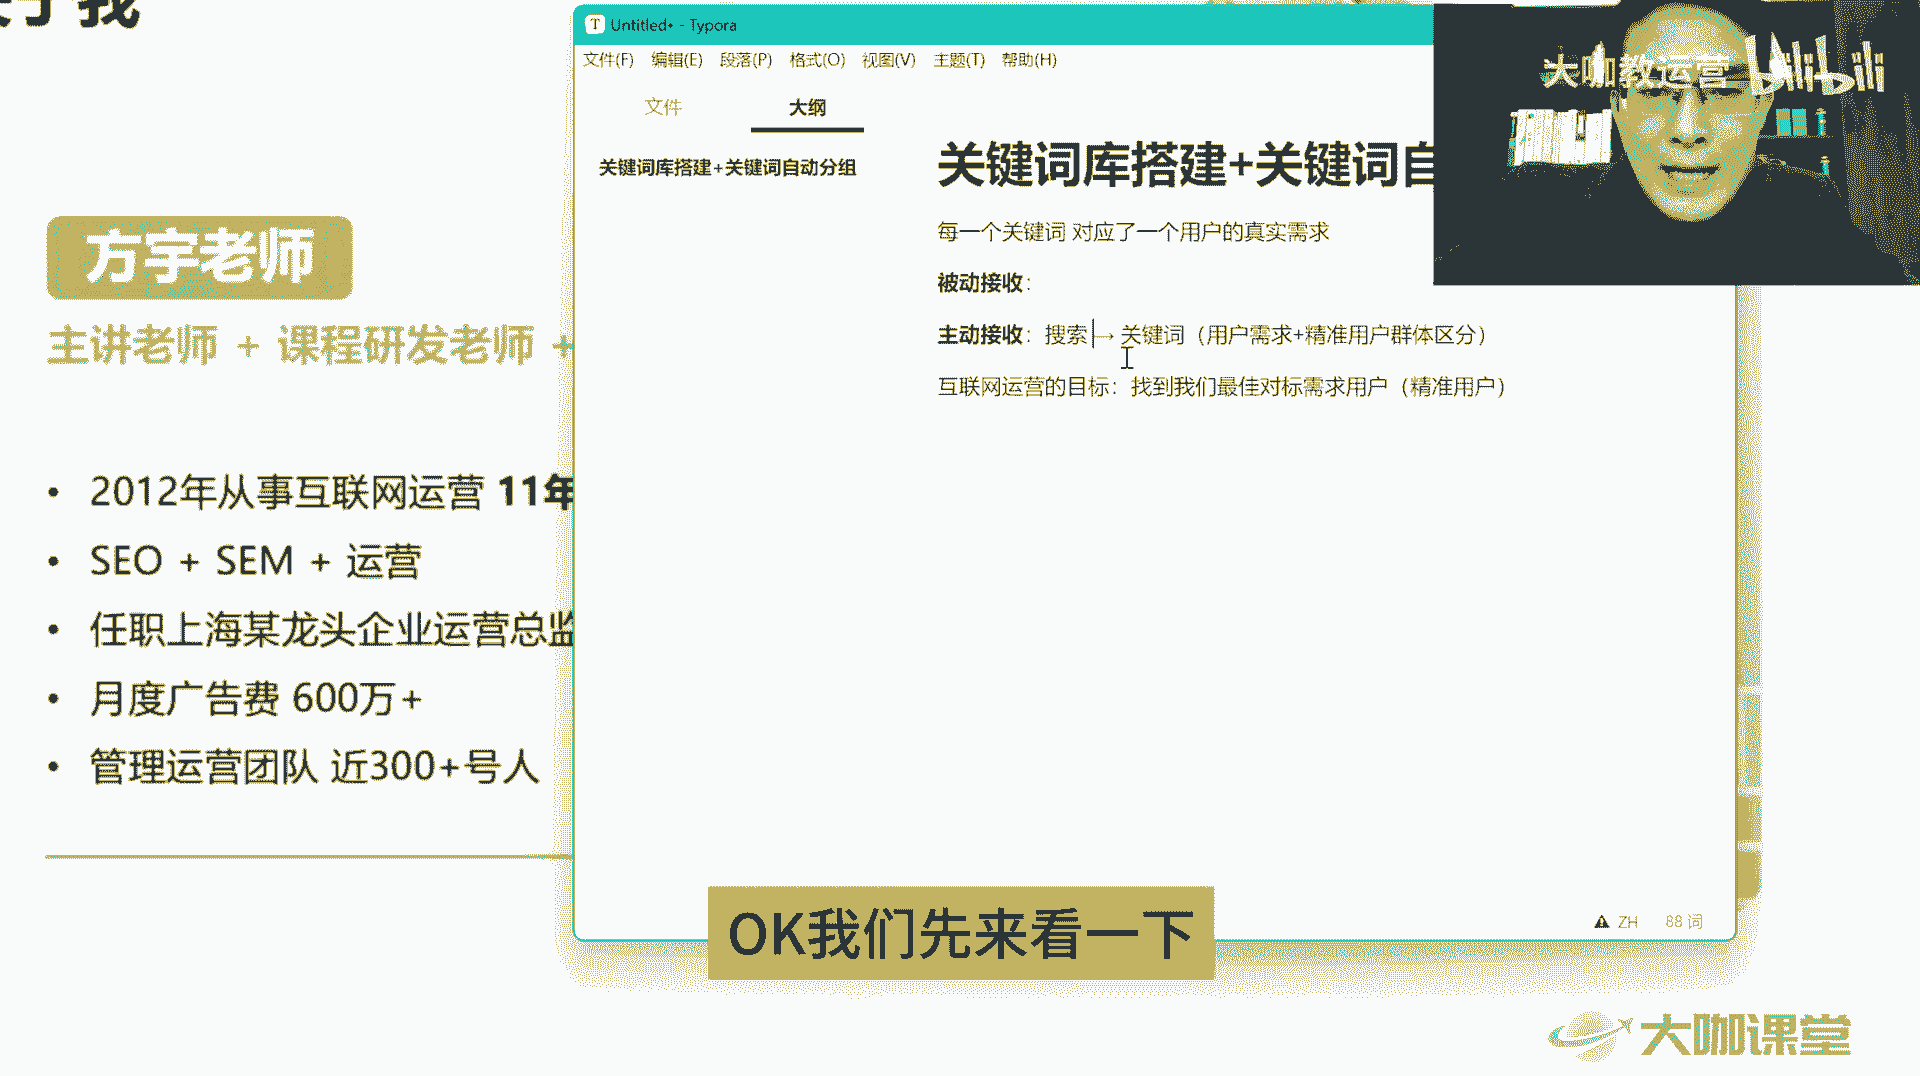 于我
方宇老师
主讲老师 + 课程研发老师 +
• 2012年从事互联网运营 11年
• SEO + SEM + 运营
• 任职上海某龙头企业运营总监
• 月度广告费 600万+
• 管理运营团队 近300+号人
Untitled• - Typora
文件(F) 编辑(E) 段落(P) 格式(O) 视图(V) 主题(T) 帮助(H)
文件 大纲
关键词库搭建+关键词自动分组
关键词库搭建+关键词自
每一个关键词 对应了一个用户的真实需求
被动接收：
主动接收：搜索 → 关键词（用户需求+精准用户群体区分）
互联网运营的目标：找到我们最佳对标需求用户（精准用户）
ZH 88 词
大咖教运营 bilibili
OK我们先来看一下
大咖课堂